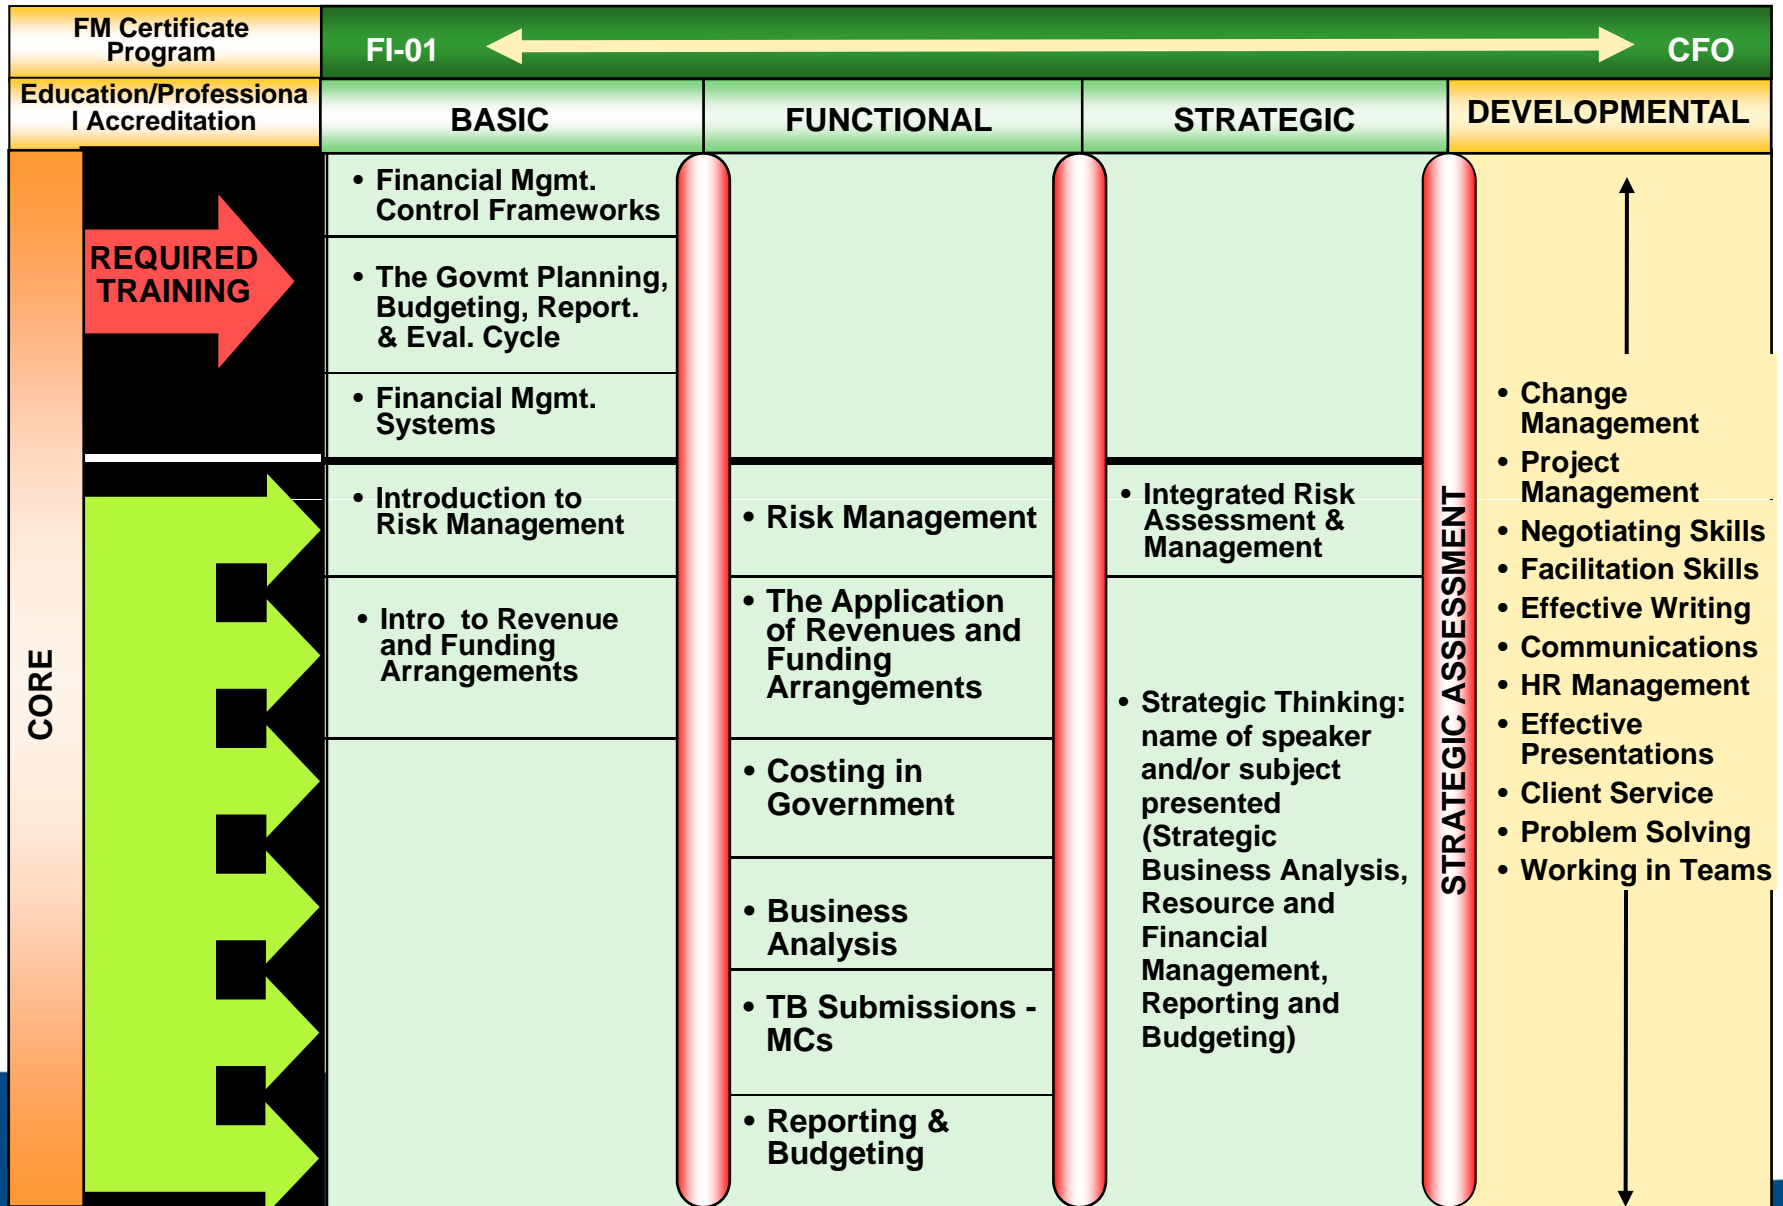 FM Certificate
Program
FI-01
CFO
Education/Professiona
l Accreditation
BASIC
FUNCTIONAL
STRATEGIC
DEVELOPMENTAL
CORE
REQUIRED
TRAINING
• Financial Mgmt.
Control Frameworks
• The Govmt Planning,
Budgeting, Report.
& Eval. Cycle
• Financial Mgmt.
Systems
• Introduction to
Risk Management
• Intro  to Revenue
and Funding
Arrangements
• Risk Management
• The Application
of Revenues and
Funding
Arrangements
• Costing in
Government
• Business
Analysis
• TB Submissions -
MCs
• Reporting &
Budgeting
• Integrated Risk
Assessment &
Management
• Strategic Thinking:
name of speaker
and/or subject
presented
(Strategic
Business Analysis,
Resource and
Financial
Management,
Reporting and
Budgeting)
STRATEGIC ASSESSMENT
• Change
Management
• Project
Management
• Negotiating Skills
• Facilitation Skills
• Effective Writing
• Communications
• HR Management
• Effective
Presentations
• Client Service
• Problem Solving
• Working in Teams